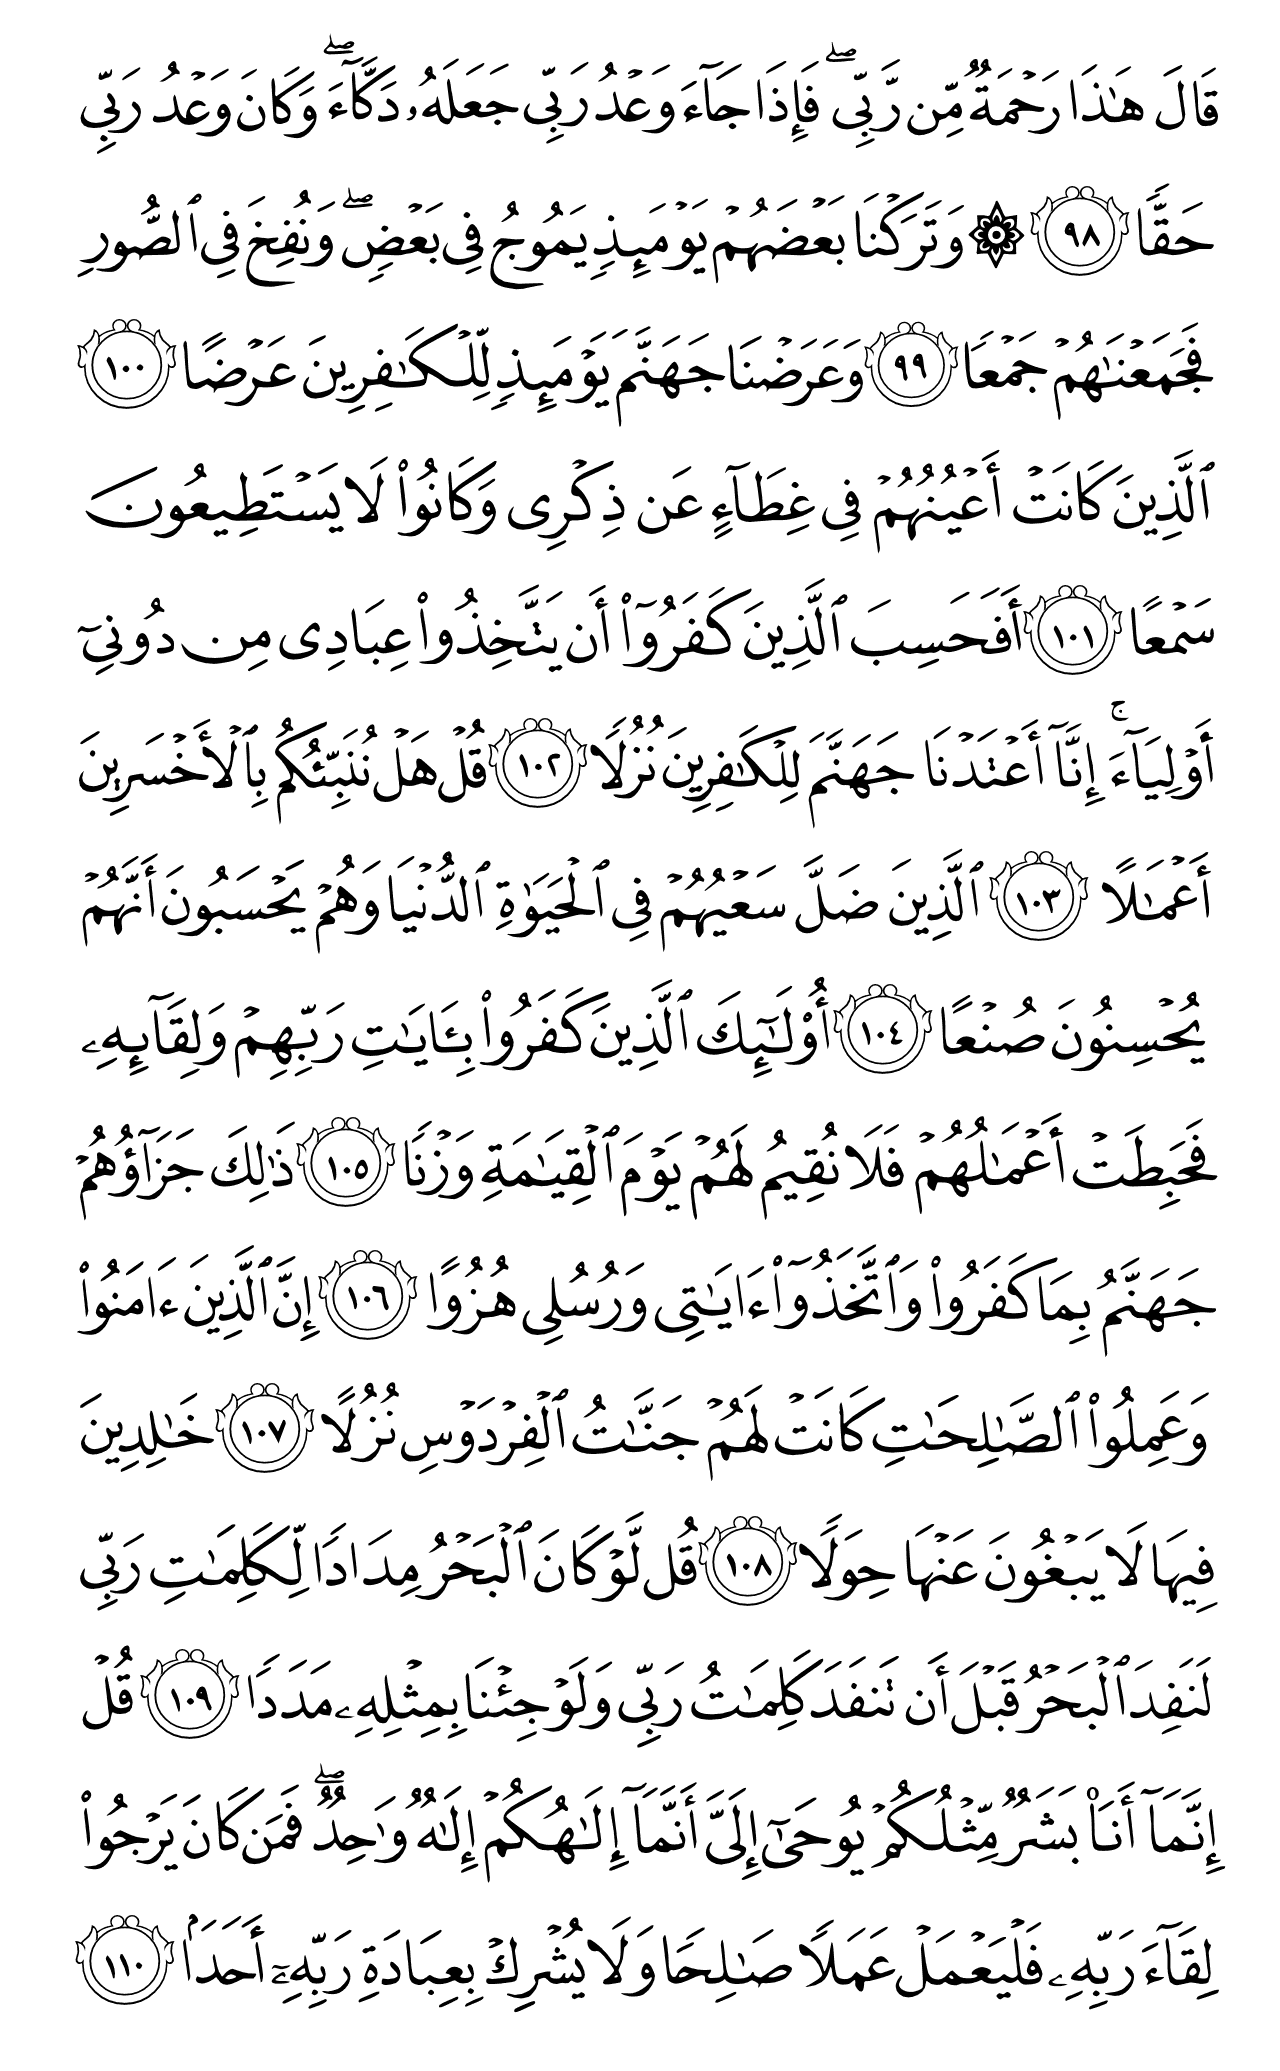 قَالَ هَٰذَا رَحۡمَةٌ مِّن رَّبِّيۖ فَإِذَا جَآءَ وَعۡدُ رَبِّي جَعَلَهُۥ دَكَّآءَۖ وَكَانَ وَعۡدُ رَبِّي
حَقّٗا ٩٨ ۞ وَتَرَكۡنَا بَعۡضَهُمۡ يَوۡمَئِذٖ يَمُوجُ فِي بَعۡضٖۖ وَنُفِخَ فِي ٱلصُّورِ
فَجَمَعۡنَٰهُمۡ جَمۡعٗا ٩٩ وَعَرَضۡنَا جَهَنَّمَ يَوۡمَئِذٖ لِّلۡكَٰفِرِينَ عَرۡضًا ١٠٠
ٱلَّذِينَ كَانَتۡ أَعۡيُنُهُمۡ فِي غِطَآءٍ عَن ذِكۡرِي وَكَانُواْ لَا يَسۡتَطِيعُونَ
سَمۡعًا ١٠١ أَفَحَسِبَ ٱلَّذِينَ كَفَرُوٓاْ أَن يَتَّخِذُواْ عِبَادِي مِن دُونِيٓ
أَوۡلِيَآءَۚ إِنَّآ أَعۡتَدۡنَا جَهَنَّمَ لِلۡكَٰفِرِينَ نُزُلٗا ١٠٢ قُلۡ هَلۡ نُنَبِّئُكُم بِٱلۡأَخۡسَرِينَ
أَعۡمَٰلًا ١٠٣ ٱلَّذِينَ ضَلَّ سَعۡيُهُمۡ فِي ٱلۡحَيَوٰةِ ٱلدُّنۡيَا وَهُمۡ يَحۡسَبُونَ أَنَّهُمۡ
يُحۡسِنُونَ صُنۡعًا ١٠٤ أُوْلَٰٓئِكَ ٱلَّذِينَ كَفَرُواْ بِـَٔايَٰتِ رَبِّهِمۡ وَلِقَآئِهِۦ
فَحَبِطَتۡ أَعۡمَٰلُهُمۡ فَلَا نُقِيمُ لَهُمۡ يَوۡمَ ٱلۡقِيَٰمَةِ وَزۡنٗا ١٠٥ ذَٰلِكَ جَزَآؤُهُمۡ
جَهَنَّمُ بِمَا كَفَرُواْ وَٱتَّخَذُوٓاْ ءَايَٰتِي وَرُسُلِي هُزُوًا ١٠٦ إِنَّ ٱلَّذِينَ ءَامَنُواْ
وَعَمِلُواْ ٱلصَّٰلِحَٰتِ كَانَتۡ لَهُمۡ جَنَّٰتُ ٱلۡفِرۡدَوۡسِ نُزُلًا ١٠٧ خَٰلِدِينَ
فِيهَا لَا يَبۡغُونَ عَنۡهَا حِوَلٗا ١٠٨ قُل لَّوۡ كَانَ ٱلۡبَحۡرُ مِدَادٗا لِّكَلِمَٰتِ رَبِّي
لَنَفِدَ ٱلۡبَحۡرُ قَبۡلَ أَن تَنفَدَ كَلِمَٰتُ رَبِّي وَلَوۡ جِئۡنَا بِمِثۡلِهِۦ مَدَدٗا ١٠٩ قُلۡ
إِنَّمَآ أَنَا۠ بَشَرٞ مِّثۡلُكُمۡ يُوحَىٰٓ إِلَيَّ أَنَّمَآ إِلَٰهُكُمۡ إِلَٰهٞ وَٰحِدٞۖ فَمَن كَانَ يَرۡجُواْ
لِقَآءَ رَبِّهِۦ فَلۡيَعۡمَلۡ عَمَلٗا صَٰلِحٗا وَلَا يُشۡرِكۡ بِعِبَادَةِ رَبِّهِۦٓ أَحَدَۢا ١١٠